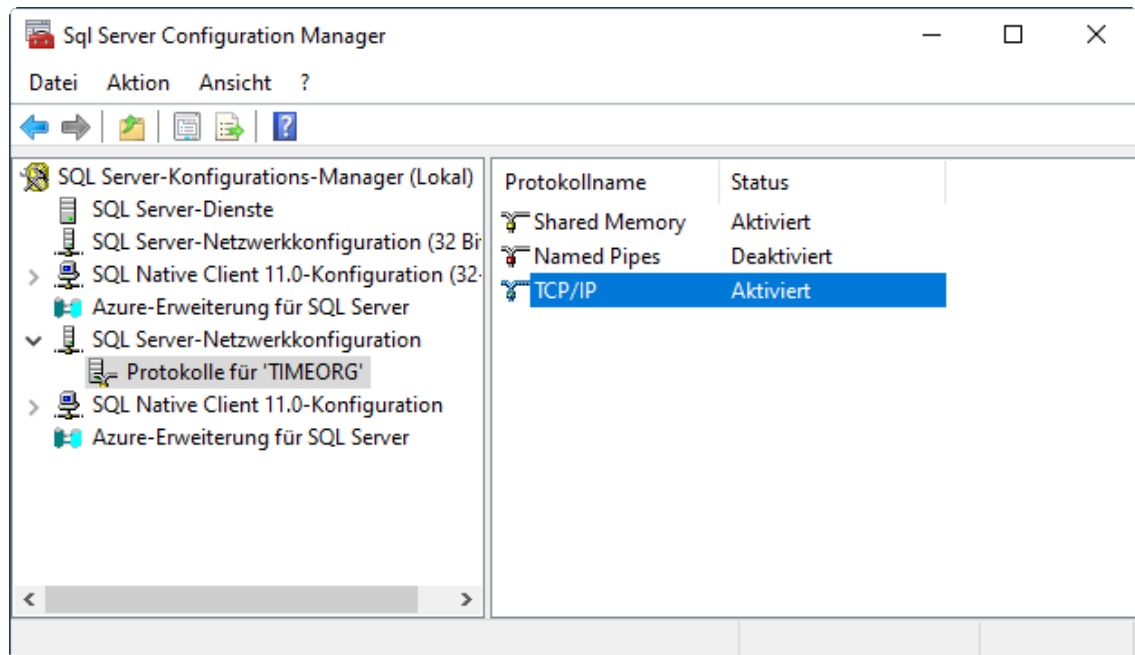 Sql Server Configuration Manager
Datei Aktion Ansicht ?
SQL Server-Konfigurations-Manager (Lokal)
SQL Server-Dienste
SQL Server-Netzwerkkonfiguration (32 Bi
SQL Native Client 11.0-Konfiguration (32-
Azure-Erweiterung für SQL Server
SQL Server-Netzwerkkonfiguration
Protokolle für 'TIMEORG'
SQL Native Client 11.0-Konfiguration
Azure-Erweiterung für SQL Server
Protokollname Status
Shared Memory Aktiviert
Named Pipes Deaktiviert
TCP/IP Aktiviert